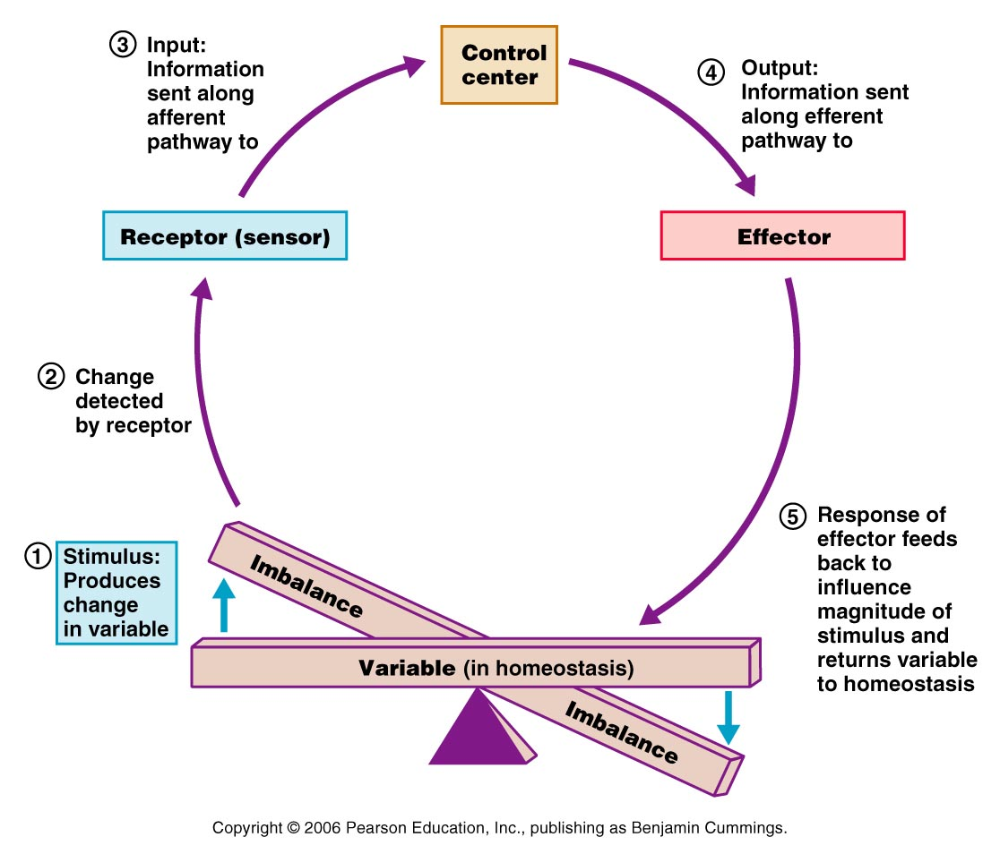 ③ Input:
Information
sent along
afferent
pathway to
Control
center
④ Output:
Information sent
along efferent
pathway to
Receptor (sensor)
Effector
② Change
detected
by receptor
① Stimulus:
Produces
change
in variable
Imbalance
Variable (in homeostasis)
Imbalance
⑤ Response of
effector feeds
back to
influence
magnitude of
stimulus and
returns variable
to homeostasis
Copyright © 2006 Pearson Education, Inc., publishing as Benjamin Cummings.